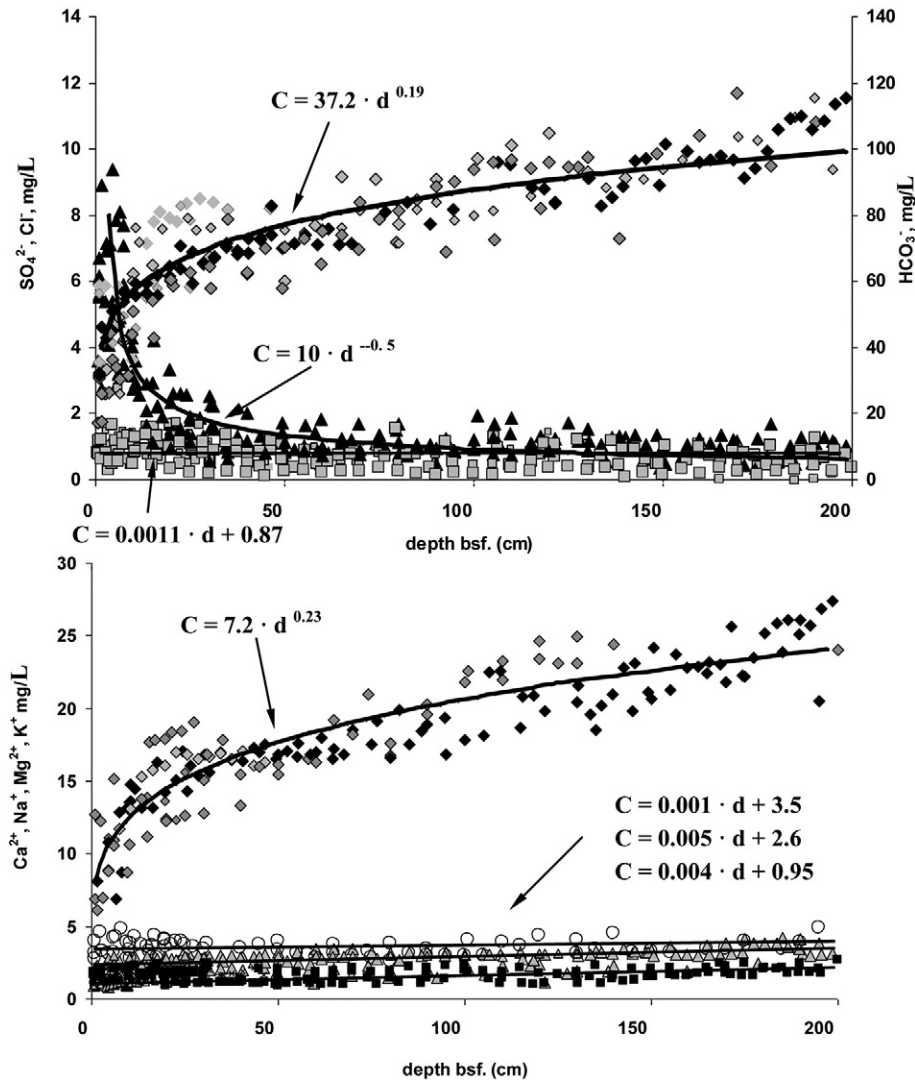 14
12
10
8
6
4
2
0
SO₄²⁻, Cl⁻, mg/L
140
120
100
80
60
40
20
0
HCO₃⁻, mg/L
C = 37.2 · d ^0.19
C = 10 · d ^--0. 5
C = 0.0011 · d + 0.87
0 50 100 150 200
depth bsf. (cm)
30
25
20
15
10
5
0
Ca²⁺, Na⁺, Mg²⁺, K⁺ mg/L
C = 7.2 · d ^0.23
C = 0.001 · d + 3.5
C = 0.005 · d + 2.6
C = 0.004 · d + 0.95
0 50 100 150 200
depth bsf. (cm)